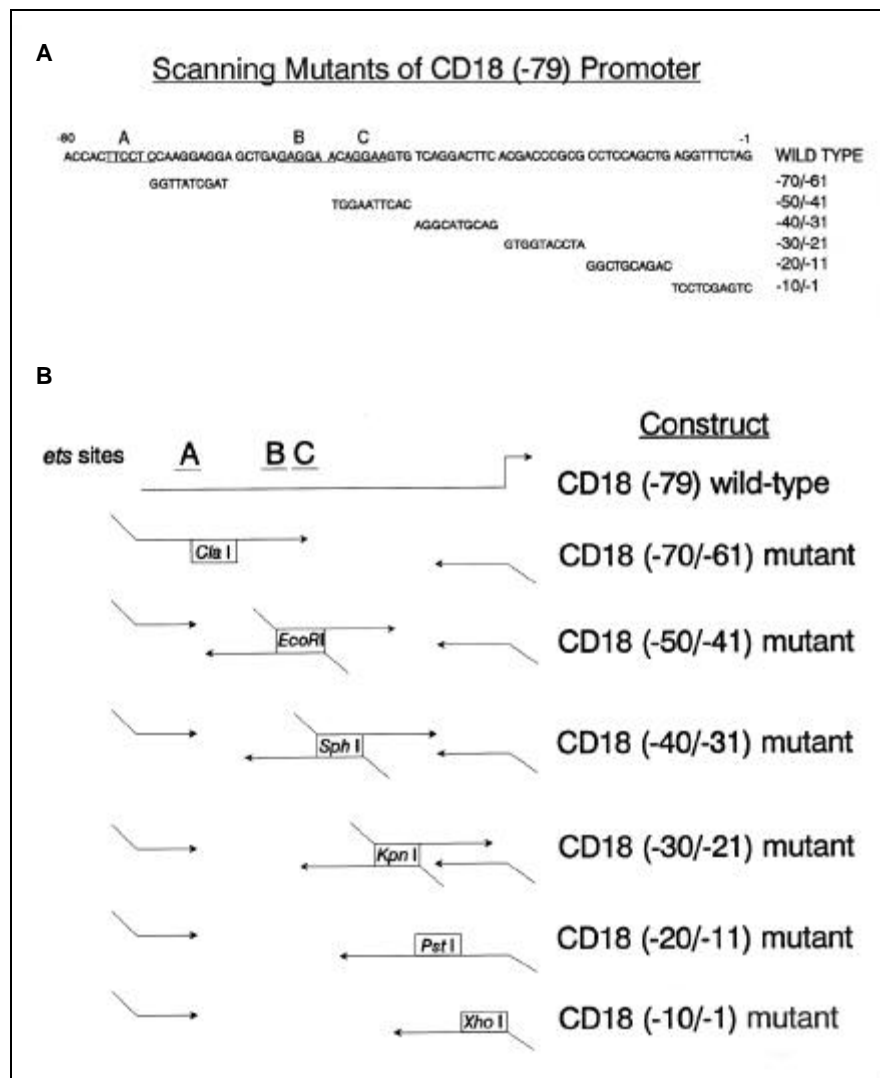 A
Scanning Mutants of CD18 (-79) Promoter
-80 A B C -1
ACCACTTCCT CCAAGGAGGA GCTGAGAGGA ACAGGAAGTG TCAGGACTTC ACGACCCGCG CCTCCAGCTG AGGTTTCTAG WILD TYPE
GGTTATCGAT -70/-61
TGGAATTCAC -50/-41
AGGCATGCAG -40/-31
GTGGTACCTA -30/-21
GGCTGCAGAC -20/-11
TCCTCGAGTC -10/-1
B
Construct
ets sites A B C
CD18 (-79) wild-type
Cla I CD18 (-70/-61) mutant
EcoRI CD18 (-50/-41) mutant
Sph I CD18 (-40/-31) mutant
Kpn I CD18 (-30/-21) mutant
Pst I CD18 (-20/-11) mutant
Xho I CD18 (-10/-1) mutant